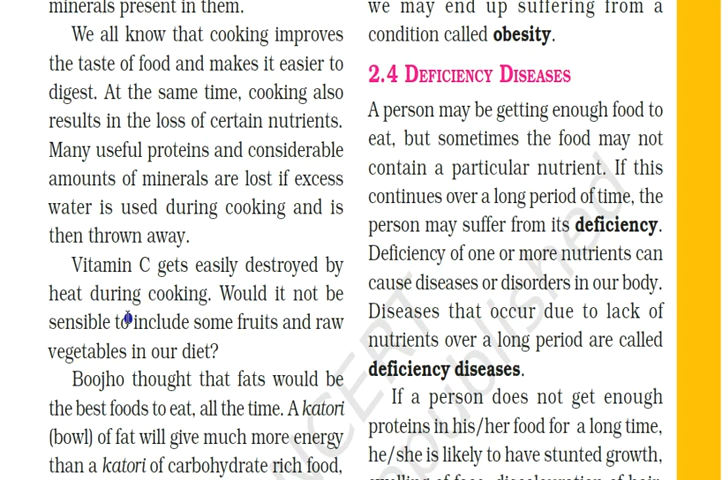 minerals present in them.
We all know that cooking improves
the taste of food and makes it easier to
digest. At the same time, cooking also
results in the loss of certain nutrients.
Many useful proteins and considerable
amounts of minerals are lost if excess
water is used during cooking and is
then thrown away.
Vitamin C gets easily destroyed by
heat during cooking. Would it not be
sensible to include some fruits and raw
vegetables in our diet?
Boojho thought that fats would be
the best foods to eat, all the time. A katori
(bowl) of fat will give much more energy
than a katori of carbohydrate rich food,
we may end up suffering from a
condition called obesity.
2.4 DEFICIENCY DISEASES
A person may be getting enough food to
eat, but sometimes the food may not
contain a particular nutrient. If this
continues over a long period of time, the
person may suffer from its deficiency.
Deficiency of one or more nutrients can
cause diseases or disorders in our body.
Diseases that occur due to lack of
nutrients over a long period are called
deficiency diseases.
If a person does not get enough
proteins in his/her food for a long time,
he/she is likely to have stunted growth,
swelling of face, discolouration of hair,
NCERT
republished